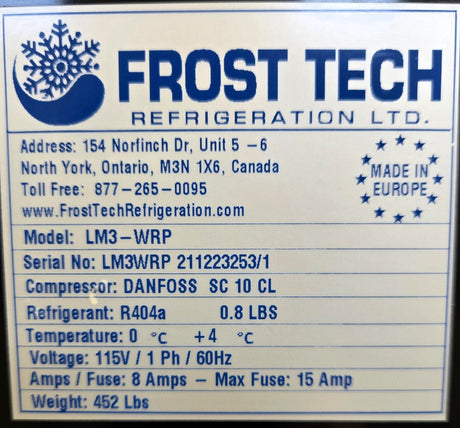 FROST TECH
REFRIGERATION LTD.
Address: 154 Norfinch Dr, Unit 5 -6
North York, Ontario, M3N 1X6, Canada
Toll Free: 877-265-0095
www.FrostTechRefrigeration.com
MADE IN
EUROPE
Model: LM3-WRP
Serial No: LM3WRP 211223253/1
Compressor: DANFOSS SC 10 CL
Refrigerant: R404a 0.8 LBS
Temperature: 0 °C +4 °C
Voltage: 115V / 1 Ph / 60Hz
Amps / Fuse: 8 Amps - Max Fuse: 15 Amp
Weight: 452 Lbs